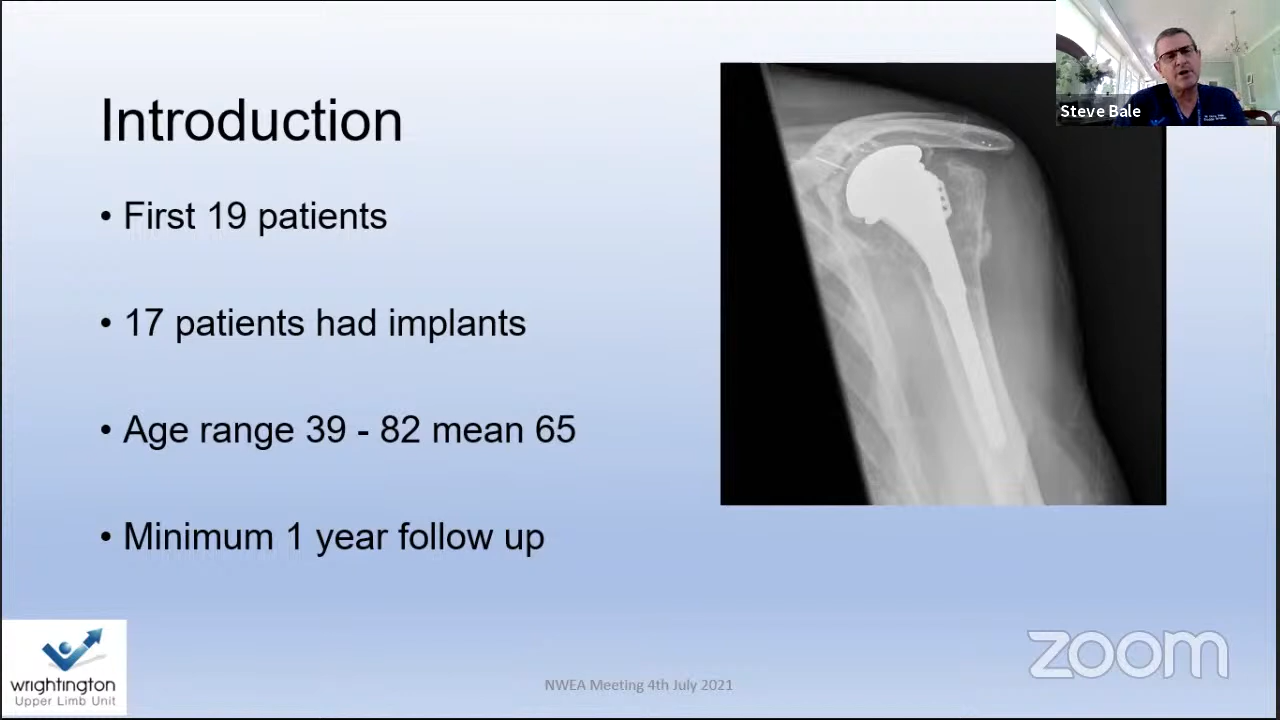 Introduction
• First 19 patients
• 17 patients had implants
• Age range 39 - 82 mean 65
• Minimum 1 year follow up
Steve Bale
wrightington
Upper Limb Unit
NWEA Meeting 4th July 2021
zoom